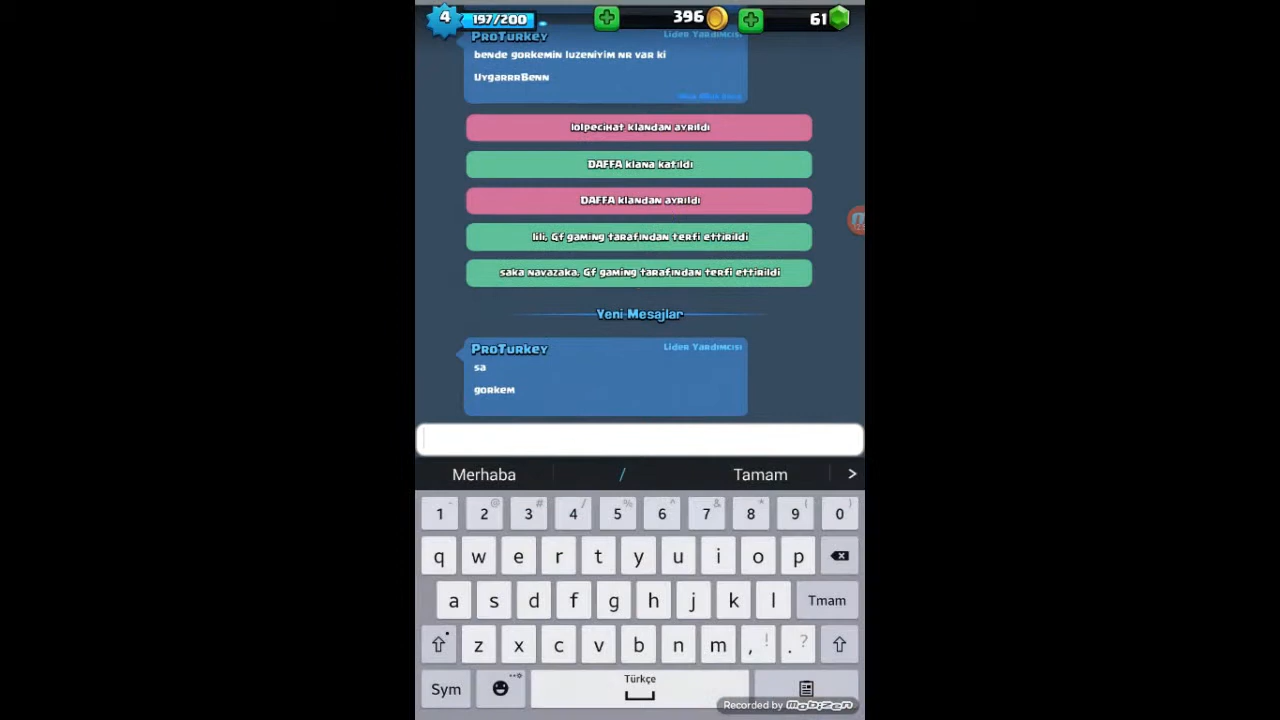 4 197/200 396 61
ProTurkey Lider Yardımcısı
bende gorkemin luzeniyim nr var ki
UygarrrBenn
lolpecihat klandan ayrıldı
DAFFA klana katıldı
DAFFA klandan ayrıldı
lili, Gf gaming tarafından terfi ettirildi
saka navazaka, Gf gaming tarafından terfi ettirildi
Yeni Mesajlar
ProTurkey Lider Yardımcısı
sa
gorkem
Merhaba / Tamam >
1 2 3 4 5 6 7 8 9 0
q w e r t y u i o p
a s d f g h j k l Tmam
z x c v b n m , ! . ?
Sym Türkçe
Recorded by mobizen